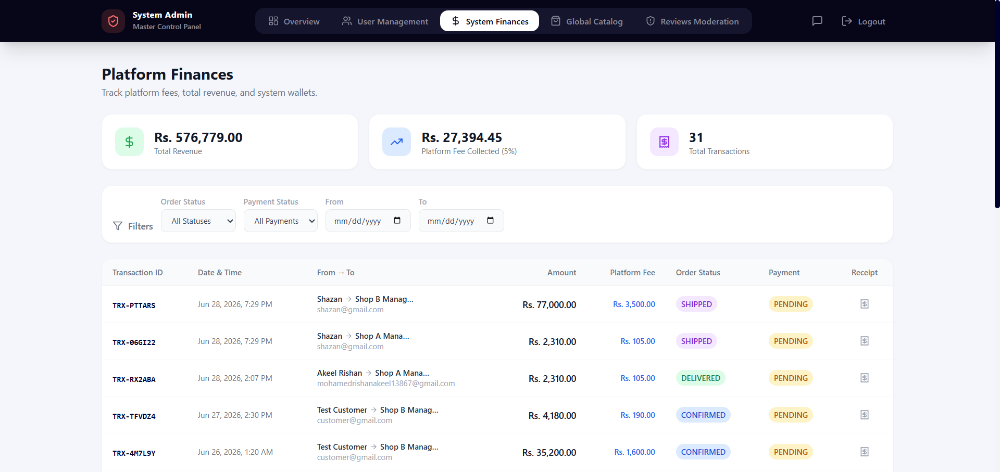 System Admin
Master Control Panel
Overview
User Management
System Finances
Global Catalog
Reviews Moderation
Logout
Platform Finances
Track platform fees, total revenue, and system wallets.
Rs. 576,779.00
Total Revenue
Rs. 27,394.45
Platform Fee Collected (5%)
31
Total Transactions
Filters
Order Status
All Statuses
Payment Status
All Payments
From
mm/dd/yyyy
To
mm/dd/yyyy
Transaction ID Date & Time From → To Amount Platform Fee Order Status Payment Receipt
TRX-PTTARS Jun 28, 2026, 7:29 PM Shazan → Shop B Manag... Rs. 77,000.00 Rs. 3,500.00 SHIPPED PENDING
shazan@gmail.com
TRX-06GI22 Jun 28, 2026, 7:29 PM Shazan → Shop A Mana... Rs. 2,310.00 Rs. 105.00 SHIPPED PENDING
shazan@gmail.com
TRX-RX2ABA Jun 28, 2026, 2:07 PM Akeel Rishan → Shop A Mana... Rs. 2,310.00 Rs. 105.00 DELIVERED PENDING
mohamedrishanakeel13867@gmail.com
TRX-TFVDZ4 Jun 27, 2026, 2:30 PM Test Customer → Shop B Manag... Rs. 4,180.00 Rs. 190.00 CONFIRMED PENDING
customer@gmail.com
TRX-4M7L9Y Jun 26, 2026, 1:20 AM Test Customer → Shop B Manag... Rs. 35,200.00 Rs. 1,600.00 CONFIRMED PENDING
customer@gmail.com